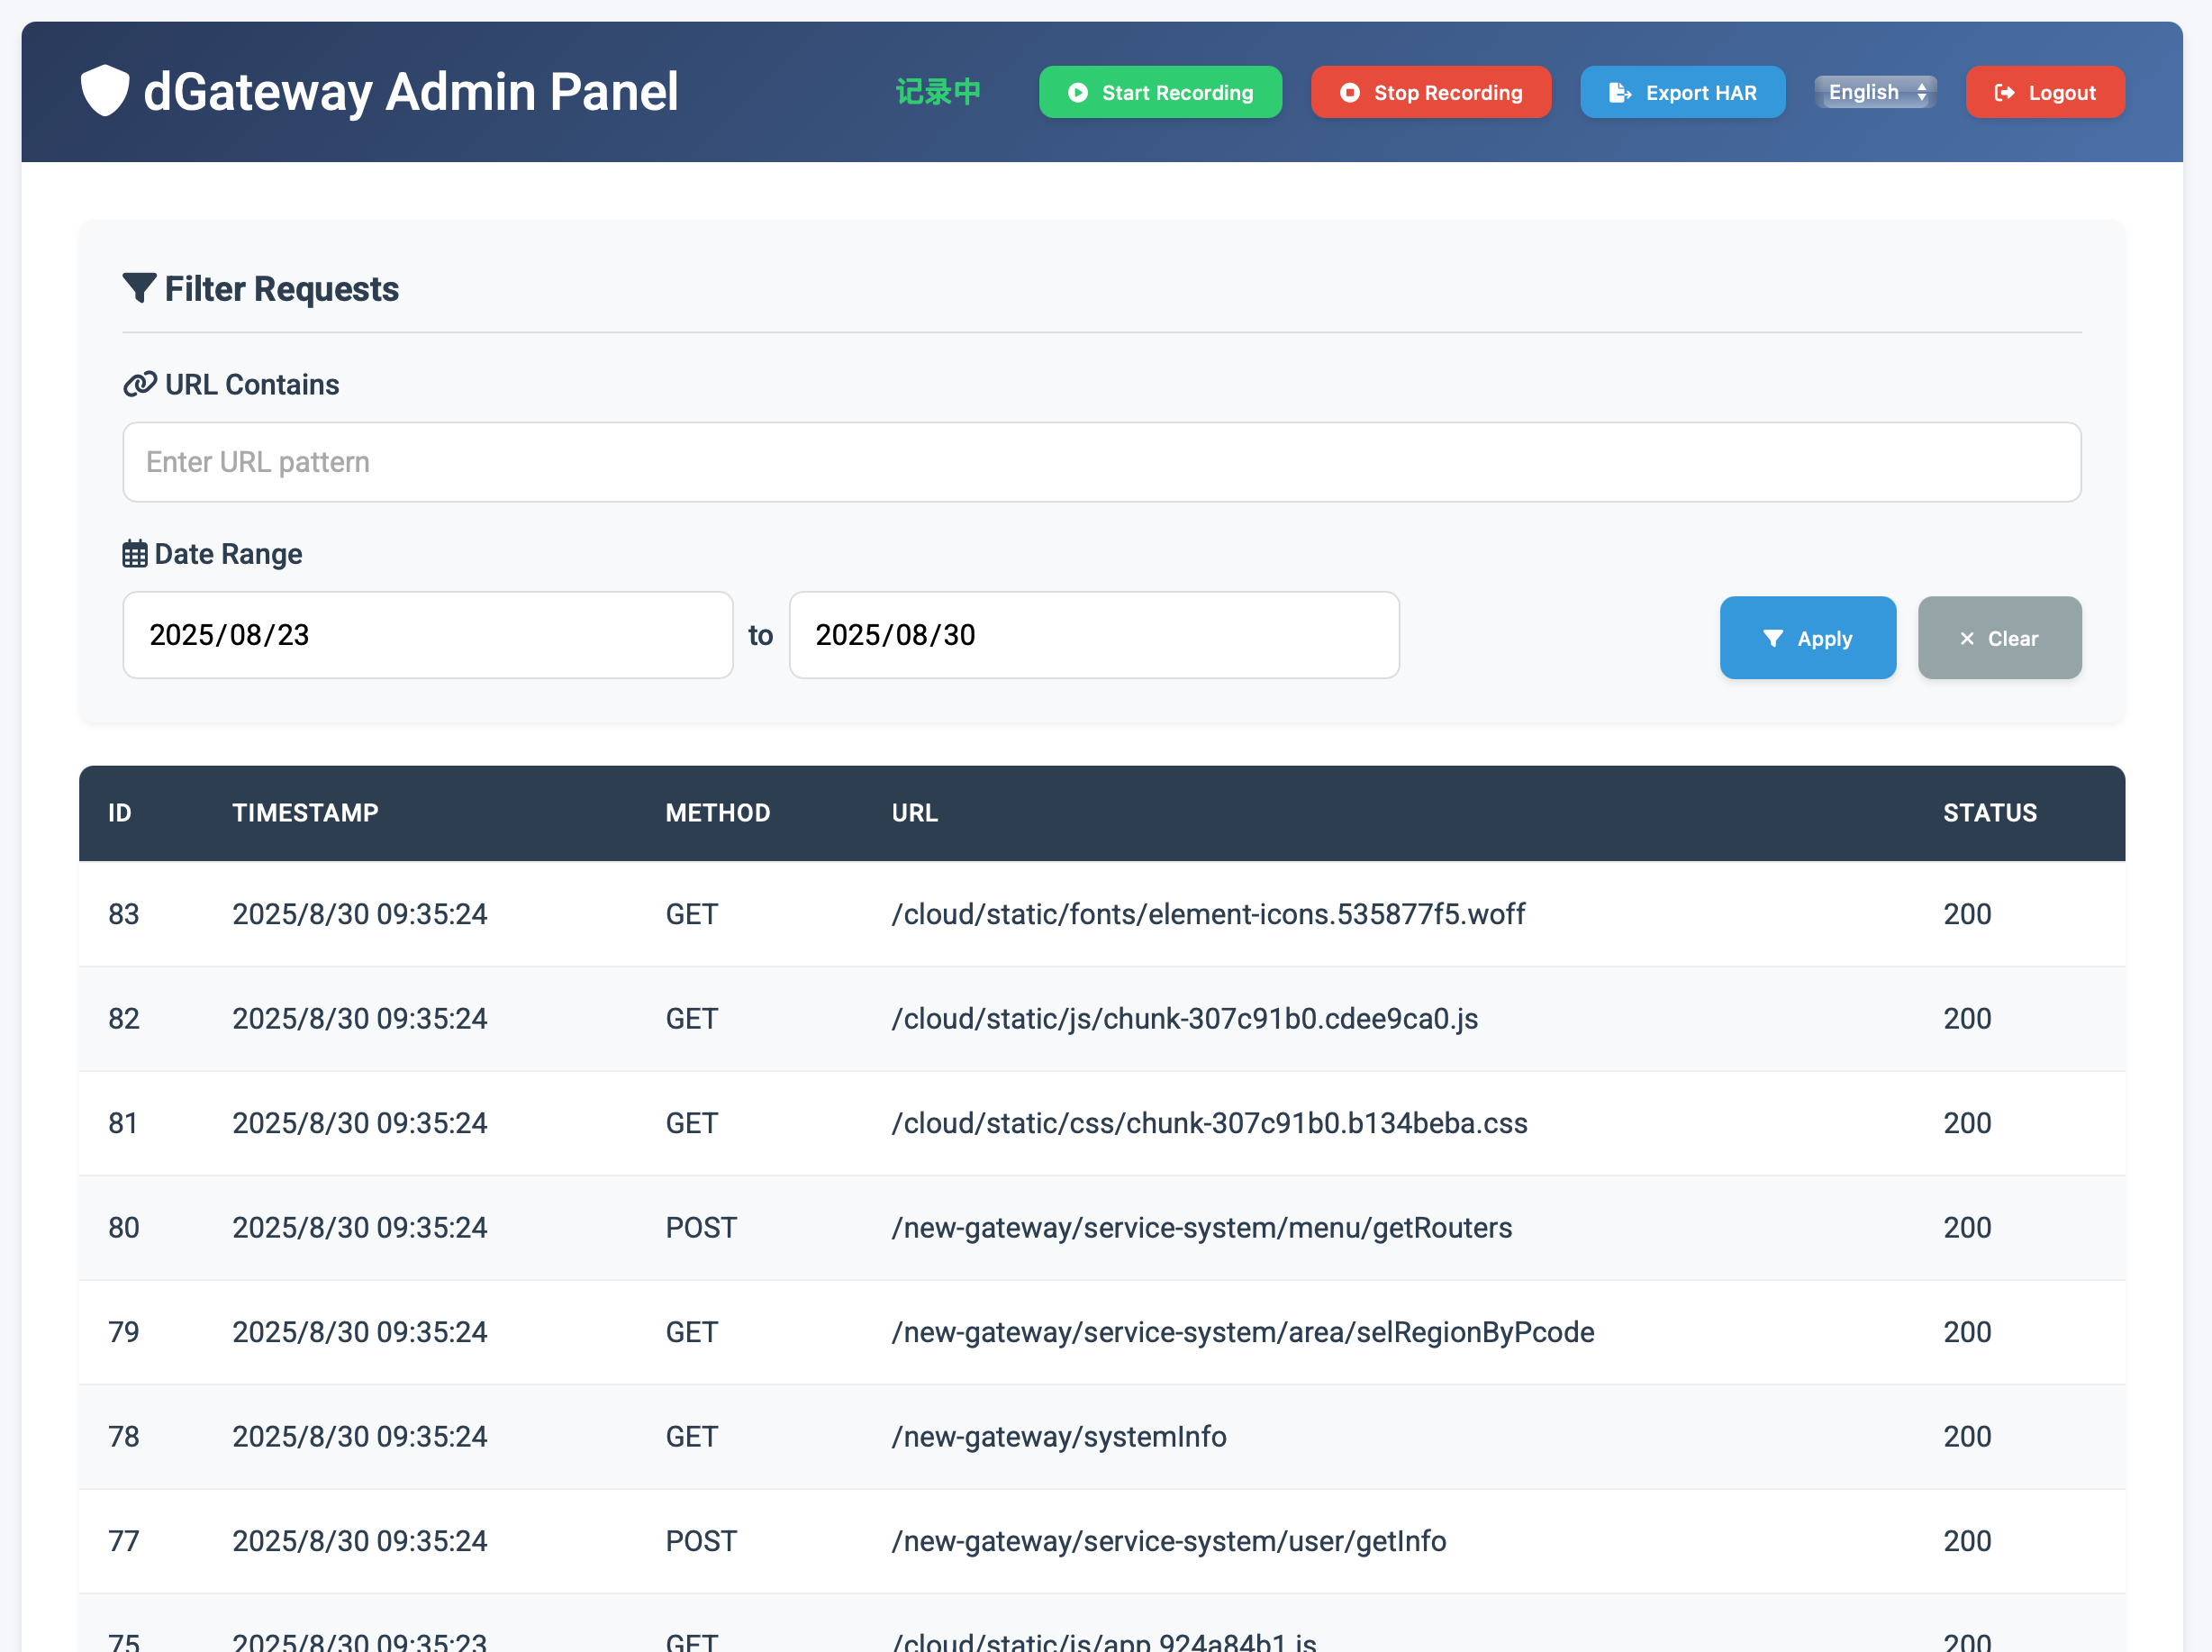 dGateway Admin Panel 记录中 Start Recording Stop Recording Export HAR English Logout
Filter Requests
URL Contains
Enter URL pattern
Date Range
2025/08/23 to 2025/08/30 Apply Clear
ID TIMESTAMP METHOD URL STATUS
83 2025/8/30 09:35:24 GET /cloud/static/fonts/element-icons.535877f5.woff 200
82 2025/8/30 09:35:24 GET /cloud/static/js/chunk-307c91b0.cdee9ca0.js 200
81 2025/8/30 09:35:24 GET /cloud/static/css/chunk-307c91b0.b134beba.css 200
80 2025/8/30 09:35:24 POST /new-gateway/service-system/menu/getRouters 200
79 2025/8/30 09:35:24 GET /new-gateway/service-system/area/selRegionByPcode 200
78 2025/8/30 09:35:24 GET /new-gateway/systemInfo 200
77 2025/8/30 09:35:24 POST /new-gateway/service-system/user/getInfo 200
75 2025/8/30 09:35:23 GET /cloud/static/js/app.924a84b1.js 200